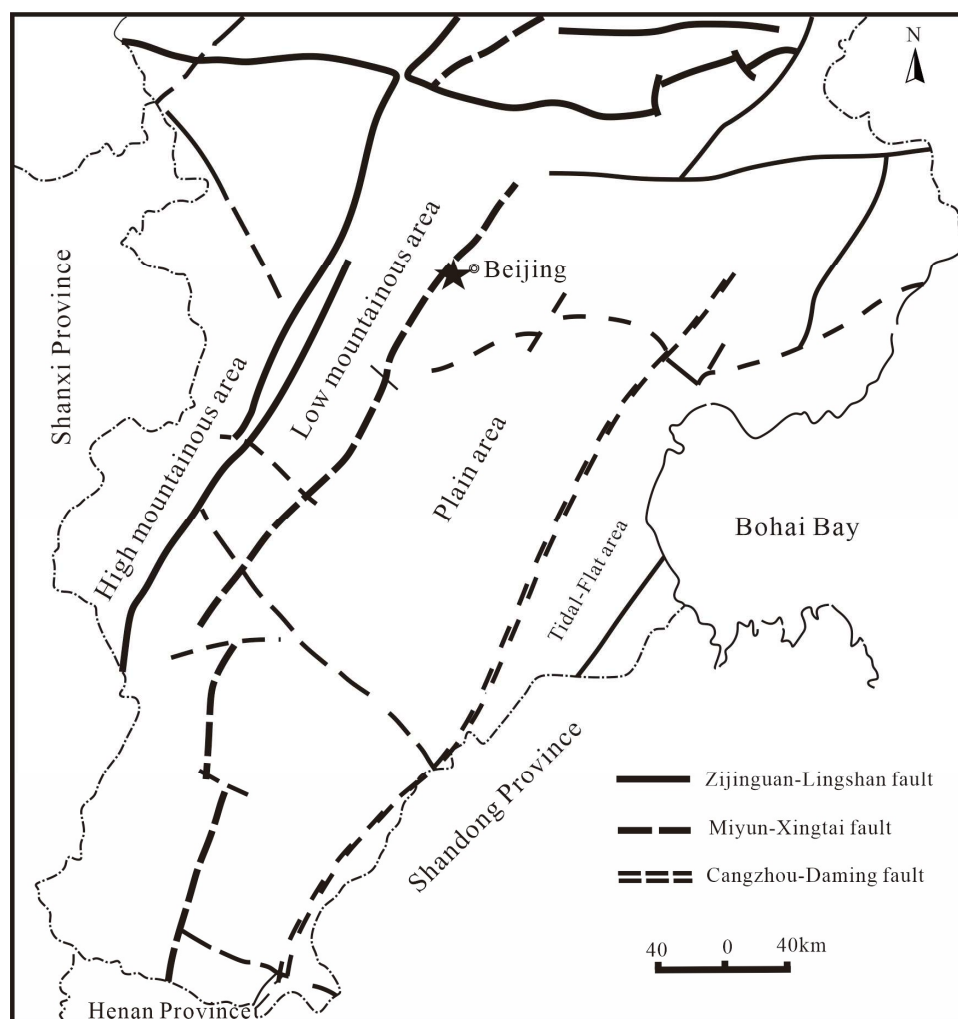 N
Beijing
Shanxi Province
High mountainous area
Low mountainous area
Plain area
Tidal-Flat area
Bohai Bay
Shandong Province
Henan Province
Zijinguan-Lingshan fault
Miyun-Xingtai fault
Cangzhou-Daming fault
40 0 40km